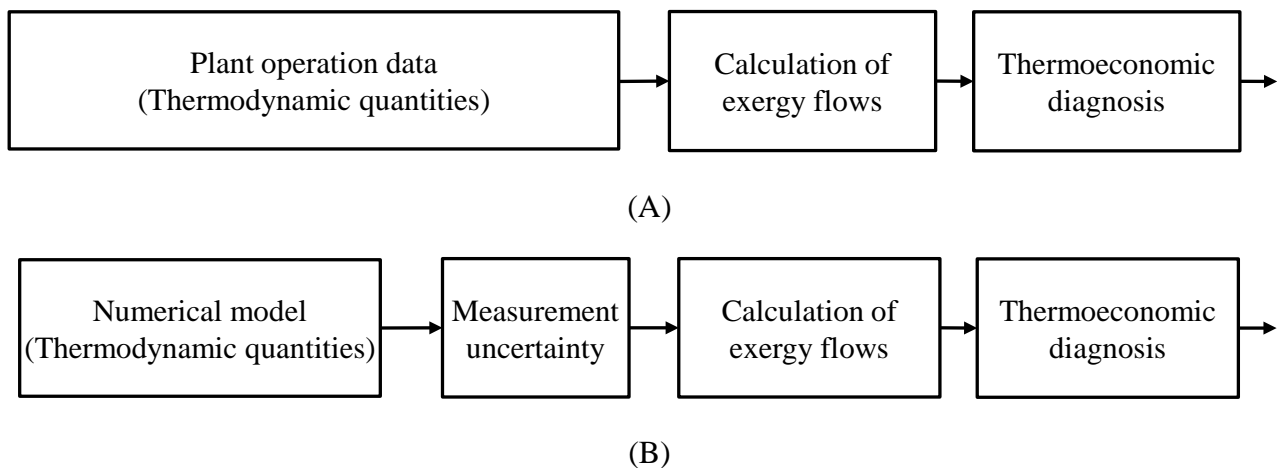 Plant operation data
(Thermodynamic quantities)
Calculation of
exergy flows
Thermoeconomic
diagnosis
(A)
Numerical model
(Thermodynamic quantities)
Measurement
uncertainty
Calculation of
exergy flows
Thermoeconomic
diagnosis
(B)